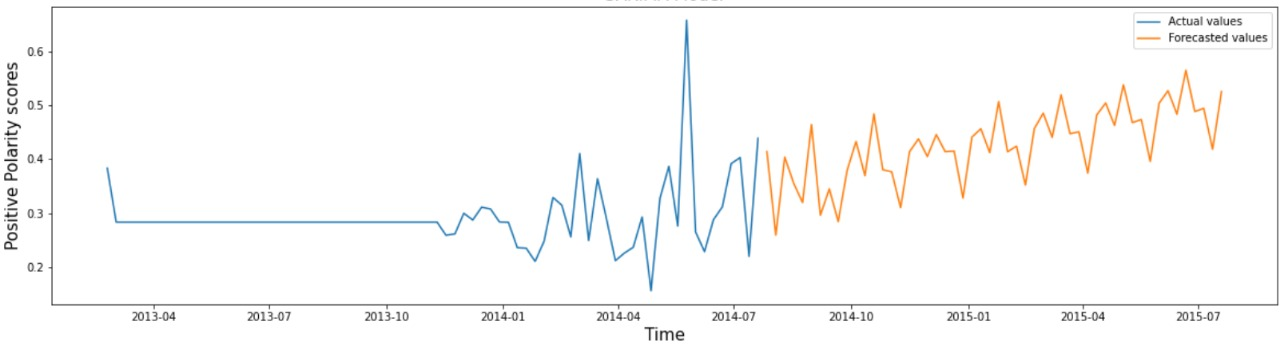 Actual values
Forecasted values
Positive Polarity scores
0.6
0.5
0.4
0.3
0.2
2013-04 2013-07 2013-10 2014-01 2014-04 2014-07 2014-10 2015-01 2015-04 2015-07
Time